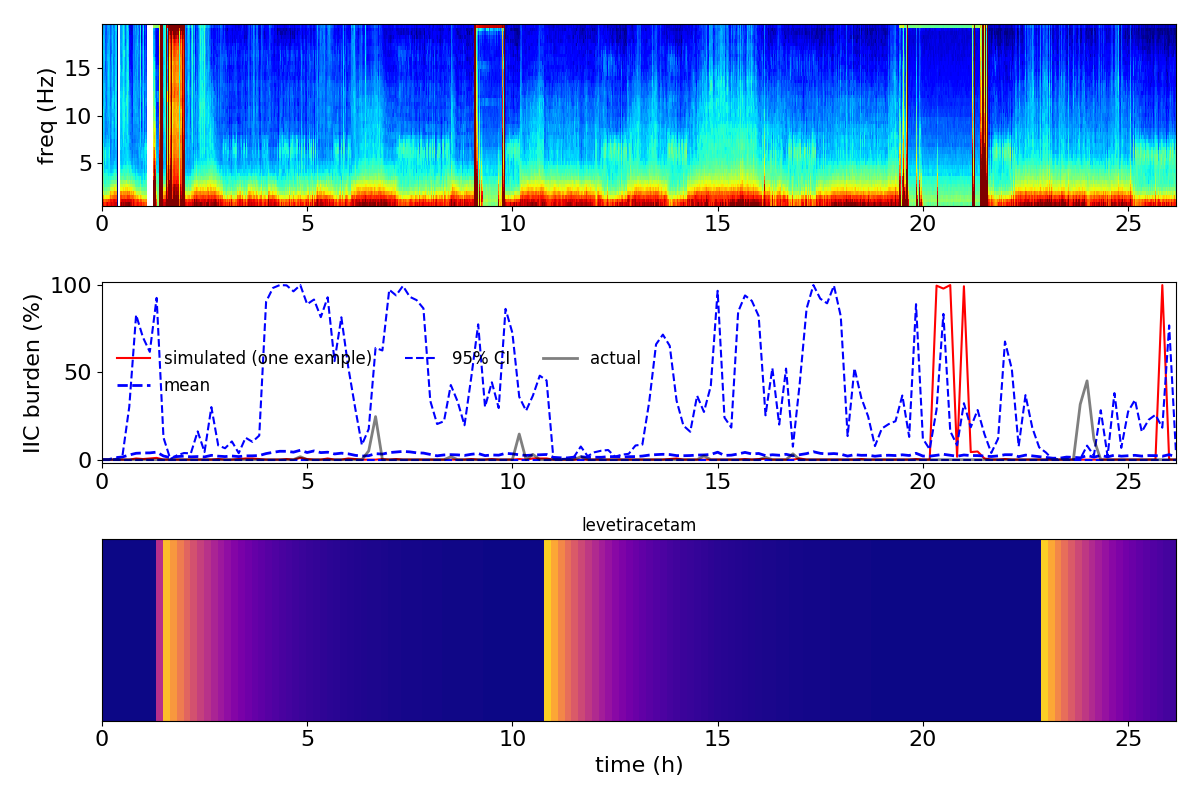 freq (Hz)
15
10
5
0 5 10 15 20 25
IIC burden (%)
100
50
0
simulated (one example) 95% CI actual
mean
0 5 10 15 20 25
levetiracetam
0 5 10 15 20 25
time (h)